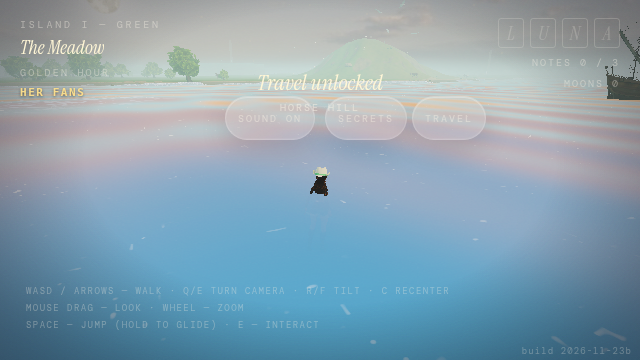 ISLAND I — GREEN
The Meadow
GOLDEN HOUR
HER FANS
L U N A
NOTES 0 / 3
MOONS 0
Travel unlocked
HORSE HILL
SOUND ON
SECRETS
TRAVEL
WASD / ARROWS — WALK · Q/E TURN CAMERA · R/F TILT · C RECENTER
MOUSE DRAG — LOOK · WHEEL — ZOOM
SPACE — JUMP (HOLD TO GLIDE) · E — INTERACT
build 2026-11-23b